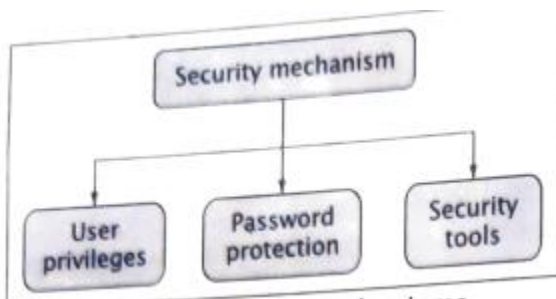 Security mechanism
User
privileges
Password
protection
Security
tools